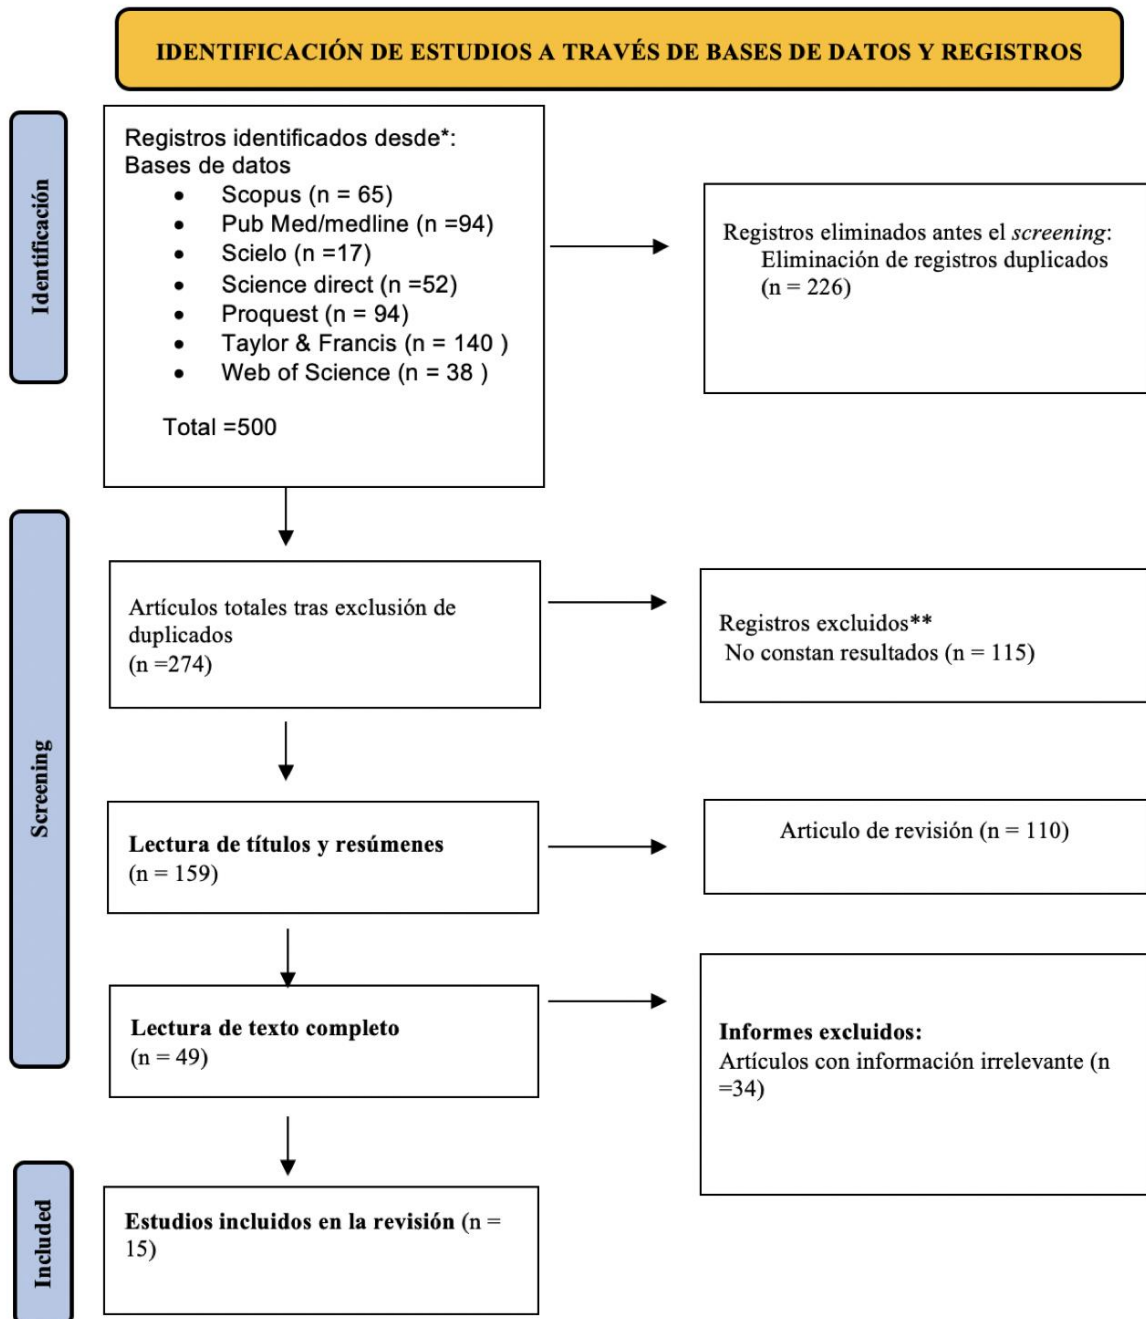 IDENTIFICACIÓN DE ESTUDIOS A TRAVÉS DE BASES DE DATOS Y REGISTROS
Identificación
Registros identificados desde*:
Bases de datos
• Scopus (n = 65)
• Pub Med/medline (n =94)
• Scielo (n =17)
• Science direct (n =52)
• Proquest (n = 94)
• Taylor & Francis (n = 140 )
• Web of Science (n = 38 )
Total =500
Registros eliminados antes el screening:
Eliminación de registros duplicados
(n = 226)
Screening
Artículos totales tras exclusión de
duplicados
(n =274)
Registros excluidos**
No constan resultados (n = 115)
Lectura de títulos y resúmenes
(n = 159)
Articulo de revisión (n = 110)
Lectura de texto completo
(n = 49)
Informes excluidos:
Artículos con información irrelevante (n
=34)
Included
Estudios incluidos en la revisión (n =
15)